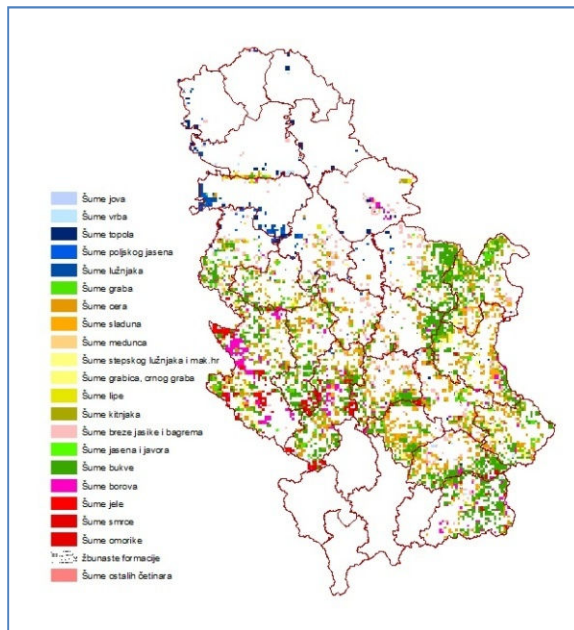 Šume jova
Šume vrba
Šume topola
Šume poljskog jasena
Šume lužnjaka
Šume graba
Šume cera
Šume sladuna
Šume medunca
Šume stepskog lužnjaka i mak.hr
Šume grabica, crnog graba
Šume lipe
Šume kitnjaka
Šume breze jasike i bagrema
Šume jasena i javora
Šume bukve
Šume borova
Šume jele
Šume smrce
Šume omorike
žbunaste formacije
Šume ostalih četinara